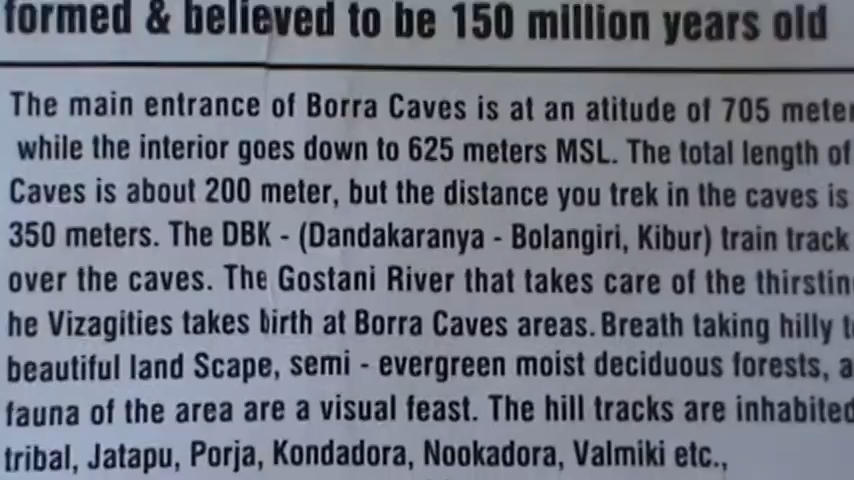 formed & believed to be 150 million years old
The main entrance of Borra Caves is at an atitude of 705
while the interior goes down to 625 meters MSL. The total length of
Caves is about 200 meter, but the distance you trek in the caves is
350 meters. The DBK - (Dandakaranya - Bolangiri, Kibur) train track
over the caves. The Gostani River that takes care of the
he Vizagities takes birth at Borra Caves areas. Breath taking hilly
beautiful land Scape, semi - evergreen moist deciduous forests,
fauna of the area are a visual feast. The hill tracks are inhabited
tribal, Jatapu, Porja, Kondadora, Nookadora, Valmiki etc.,